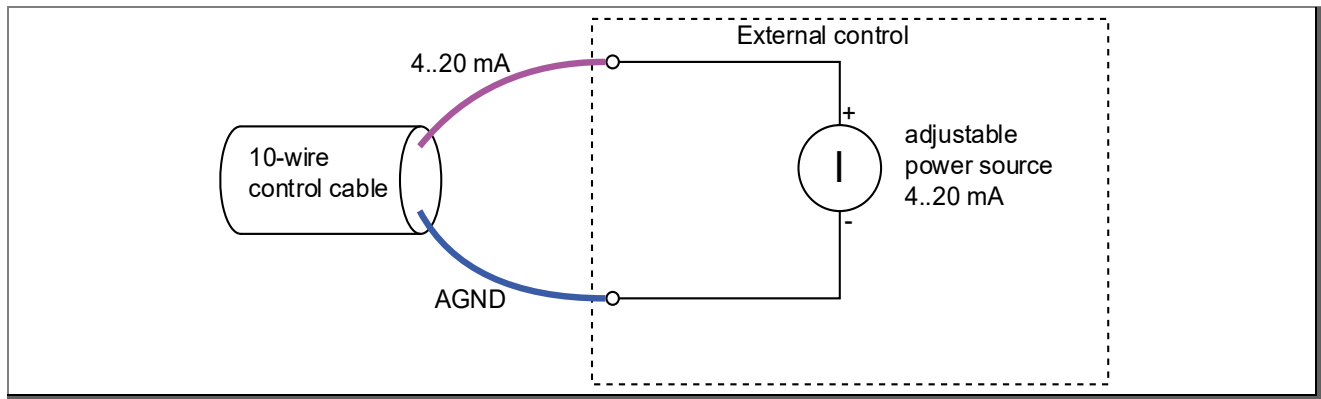 External control
4..20 mA
10-wire
control cable
+
I
-
adjustable
power source
4..20 mA
AGND